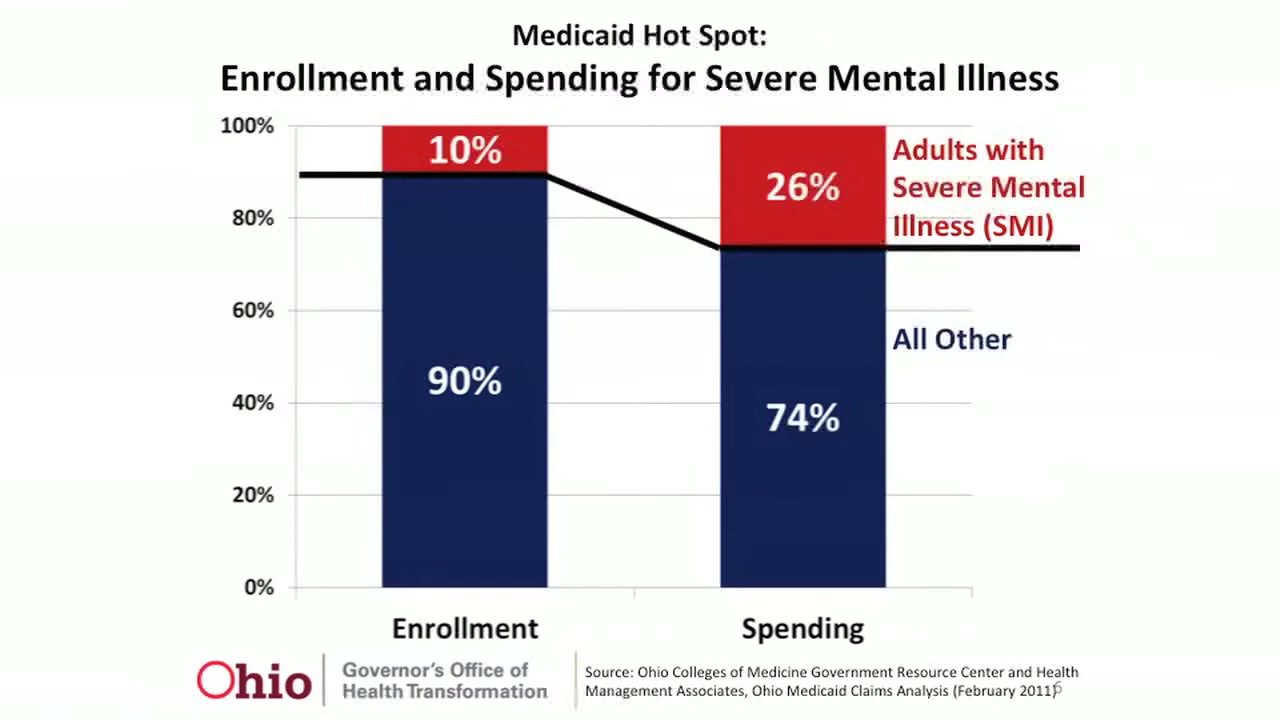 Medicaid Hot Spot:
Enrollment and Spending for Severe Mental Illness
100%
80%
60%
40%
20%
0%
10%
90%
26%
74%
Adults with
Severe Mental
Illness (SMI)
All Other
Enrollment
Spending
Ohio
Governor's Office of
Health Transformation
Source: Ohio Colleges of Medicine Government Resource Center and Health
Management Associates, Ohio Medicaid Claims Analysis (February 2011)
6